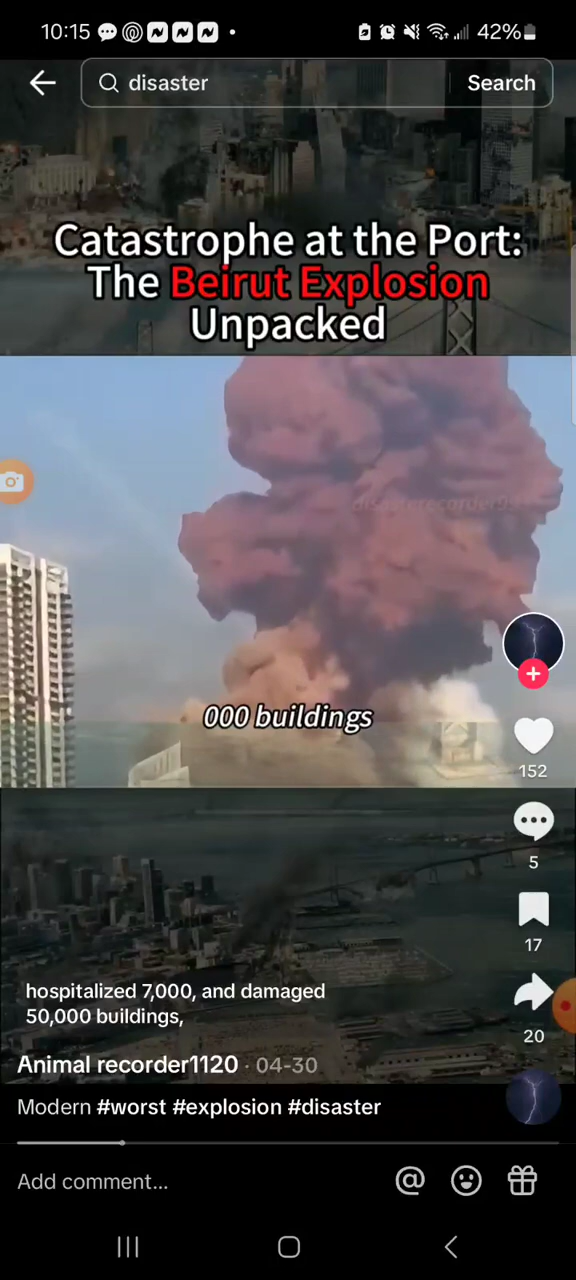 10:15
42%
disaster
Search
Catastrophe at the Port:
The Beirut Explosion
Unpacked
disasterecorder99
000 buildings
152
5
17
hospitalized 7,000, and damaged
50,000 buildings,
20
Animal recorder1120 · 04-30
Modern #worst #explosion #disaster
Add comment...